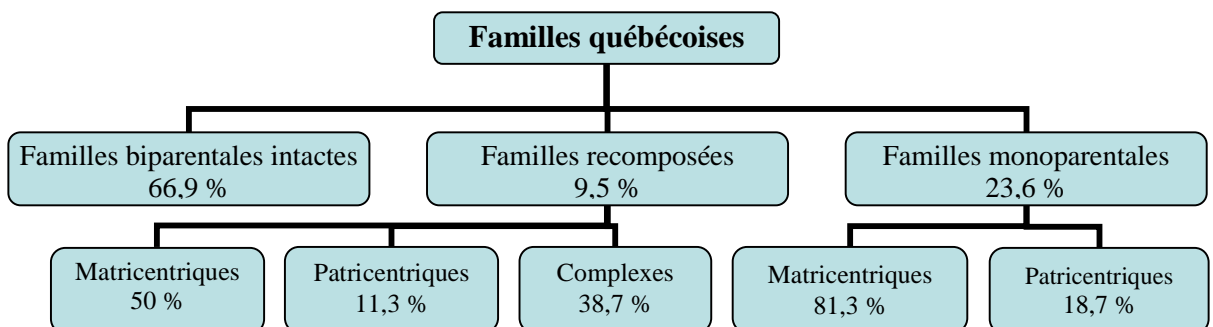 Familles québécoises
Familles biparentales intactes
66,9 %
Familles recomposées
9,5 %
Familles monoparentales
23,6 %
Matricentriques
50 %
Patricentriques
11,3 %
Complexes
38,7 %
Matricentriques
81,3 %
Patricentriques
18,7 %